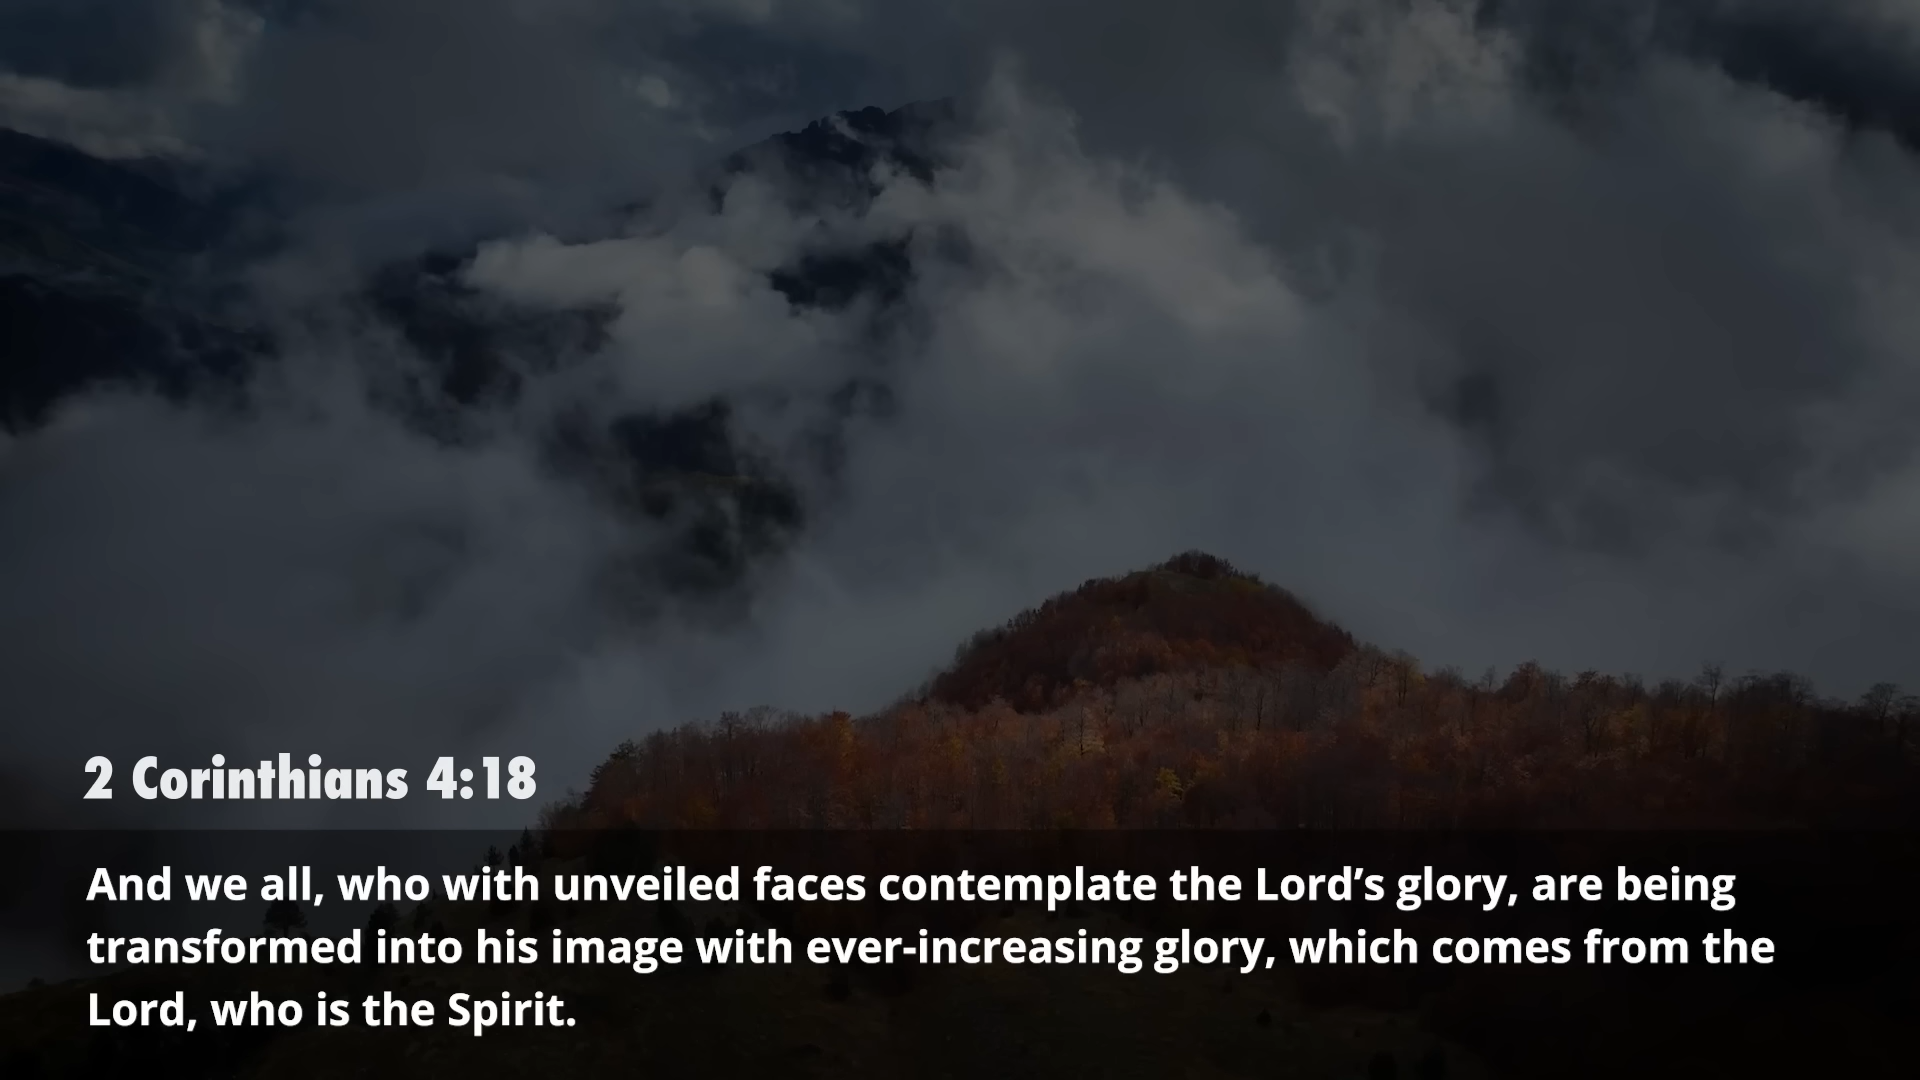 2 Corinthians 4:18
And we all, who with unveiled faces contemplate the Lord’s glory, are being
transformed into his image with ever-increasing glory, which comes from the
Lord, who is the Spirit.